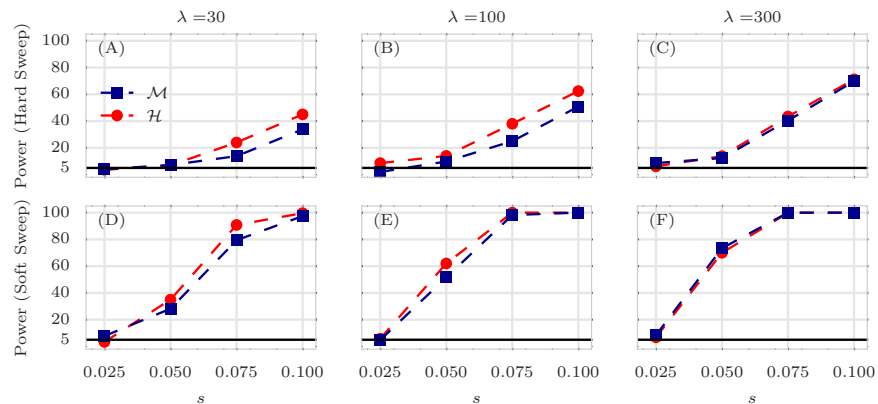 λ =30
λ =100
λ =300
Power (Hard Sweep)
100
80
60
40
20
5
(A)
(B)
(C)
ℳ
ℋ
Power (Soft Sweep)
100
80
60
40
20
5
(D)
(E)
(F)
0.025 0.050 0.075 0.100
0.025 0.050 0.075 0.100
0.025 0.050 0.075 0.100
s
s
s